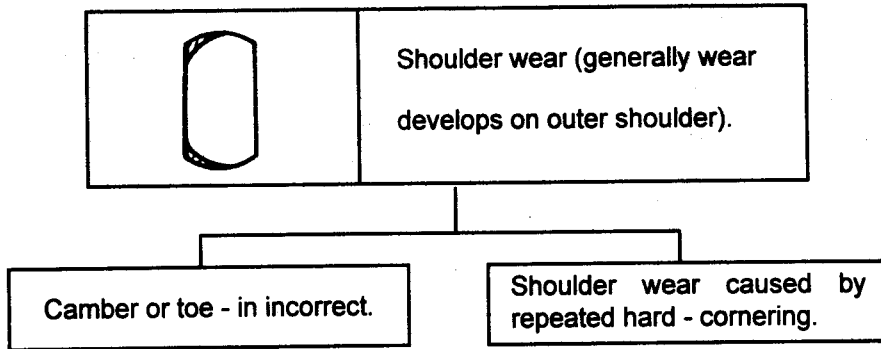 Shoulder wear (generally wear
develops on outer shoulder).
Camber or toe - in incorrect.
Shoulder wear caused by
repeated hard - cornering.